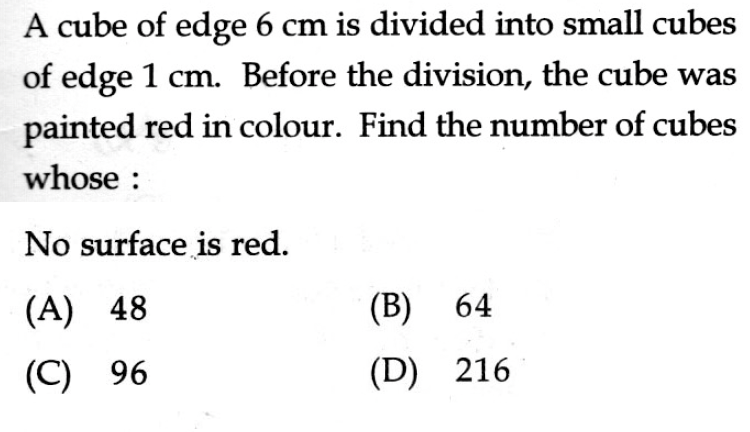 A cube of edge 6 cm is divided into small cubes
of edge 1 cm. Before the division, the cube was
painted red in colour. Find the number of cubes
whose :
No surface is red.
(A) 48 (B) 64
(C) 96 (D) 216